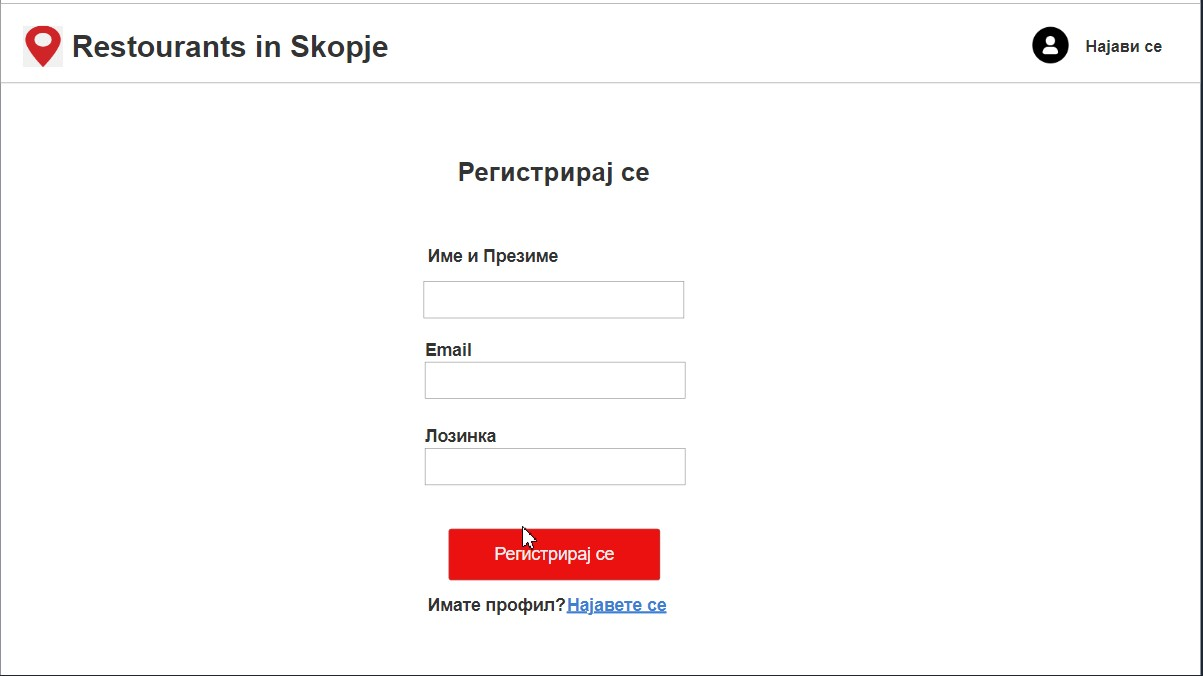 Restourants in Skopje
Најави се
Регистрирај се
Име и Презиме
Email
Лозинка
Регистрирај се
Имате профил?Најавете се